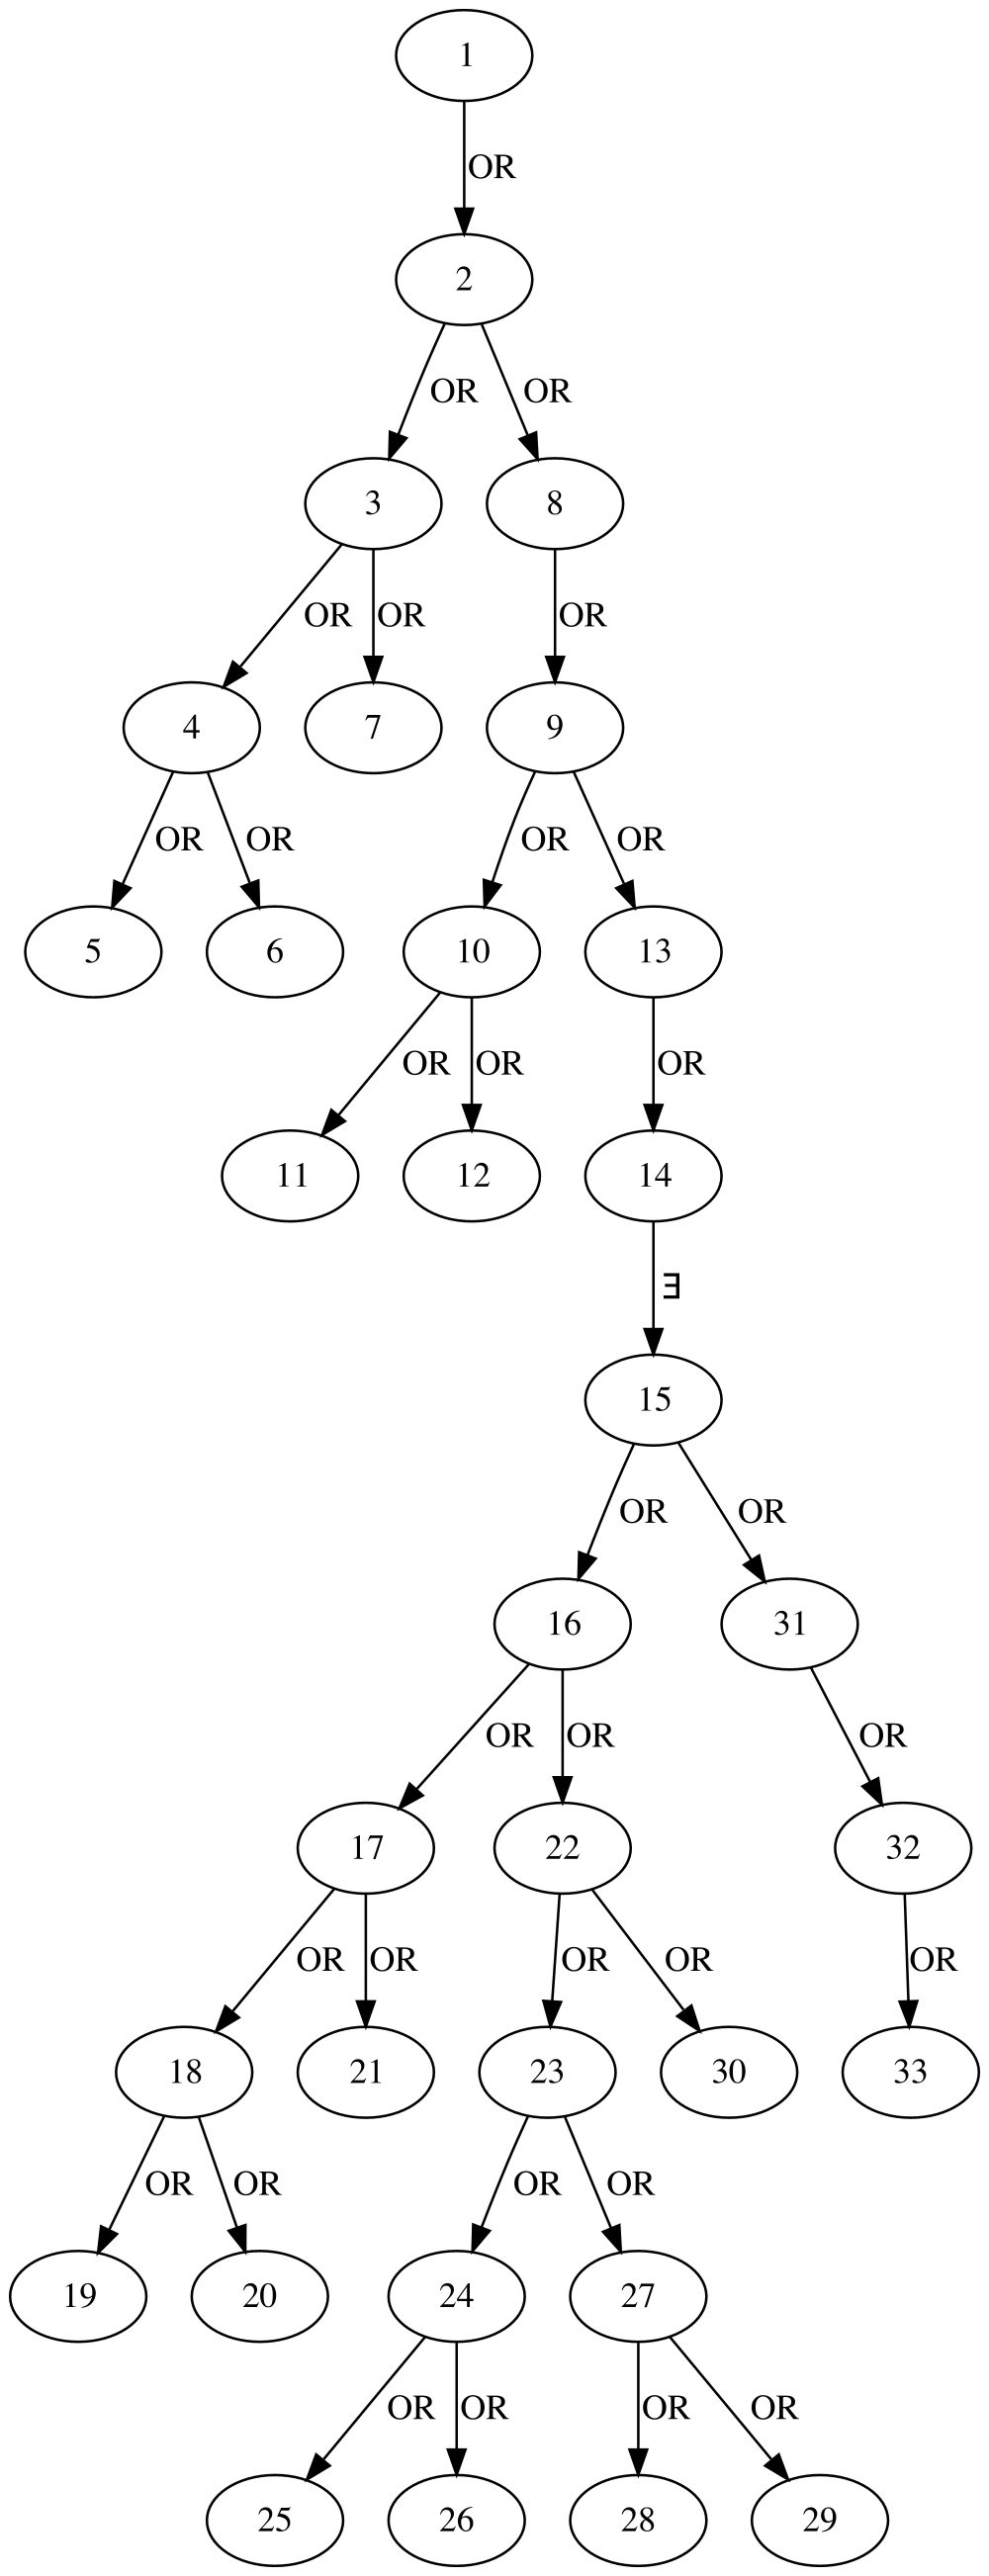 1
OR
2
OR OR
3 8
OR OR OR
4 7 9
OR OR OR OR
5 6 10 13
OR OR OR
11 12 14
∃
15
OR OR
16 31
OR OR OR
17 22 32
OR OR OR OR OR
18 21 23 30 33
OR OR OR OR
19 20 24 27
OR OR OR OR
25 26 28 29